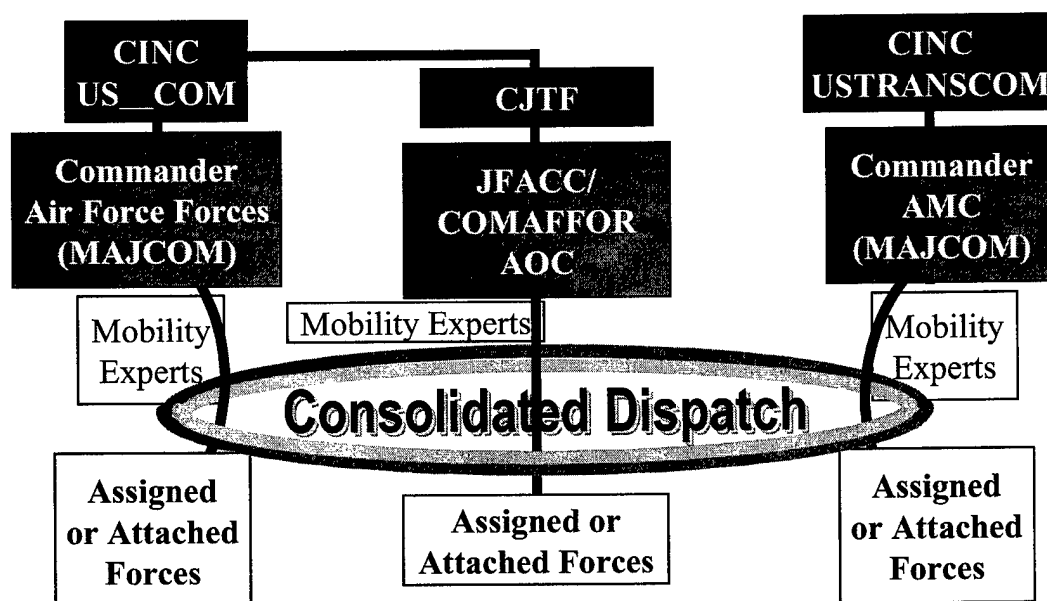 CINC
US__COM
CJTF
CINC
USTRANSCOM
Commander
Air Force Forces
(MAJCOM)
JFACC/
COMAFFOR
AOC
Commander
AMC
(MAJCOM)
Mobility
Experts
Mobility Experts
Mobility
Experts
Consolidated Dispatch
Assigned
or Attached
Forces
Assigned or
Attached Forces
Assigned
or Attached
Forces